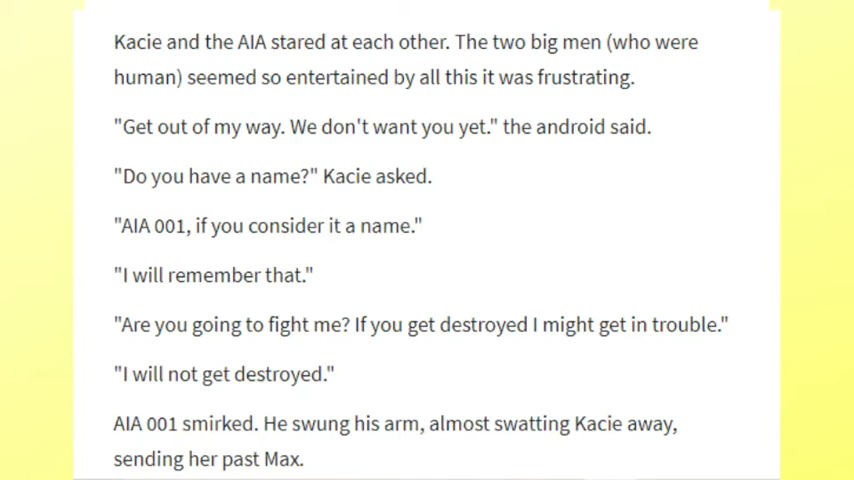 Kacie and the AIA stared at each other. The two big men (who were
human) seemed so entertained by all this it was frustrating.
"Get out of my way. We don't want you yet." the android said.
"Do you have a name?" Kacie asked.
"AIA 001, if you consider it a name."
"I will remember that."
"Are you going to fight me? If you get destroyed I might get in trouble."
"I will not get destroyed."
AIA 001 smirked. He swung his arm, almost swatting Kacie away,
sending her past Max.